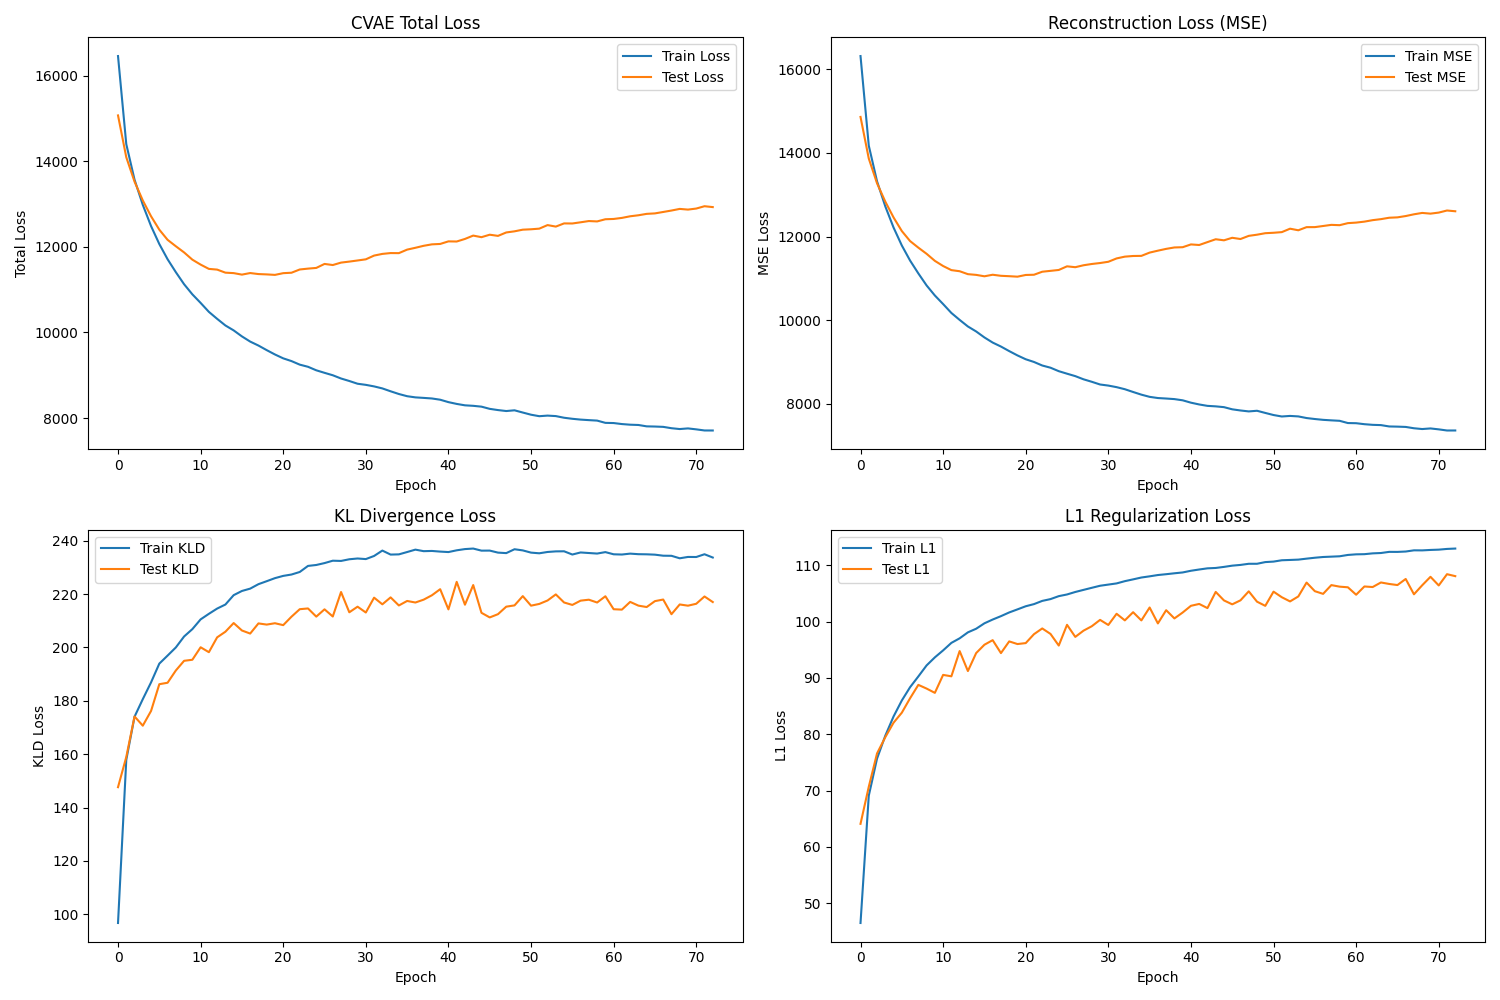 CVAE Total Loss
Total Loss
16000
14000
12000
10000
8000
Train Loss
Test Loss
0 10 20 30 40 50 60 70
Epoch
Reconstruction Loss (MSE)
MSE Loss
16000
14000
12000
10000
8000
Train MSE
Test MSE
0 10 20 30 40 50 60 70
Epoch
KL Divergence Loss
KLD Loss
240
220
200
180
160
140
120
100
Train KLD
Test KLD
0 10 20 30 40 50 60 70
Epoch
L1 Regularization Loss
L1 Loss
110
100
90
80
70
60
50
Train L1
Test L1
0 10 20 30 40 50 60 70
Epoch